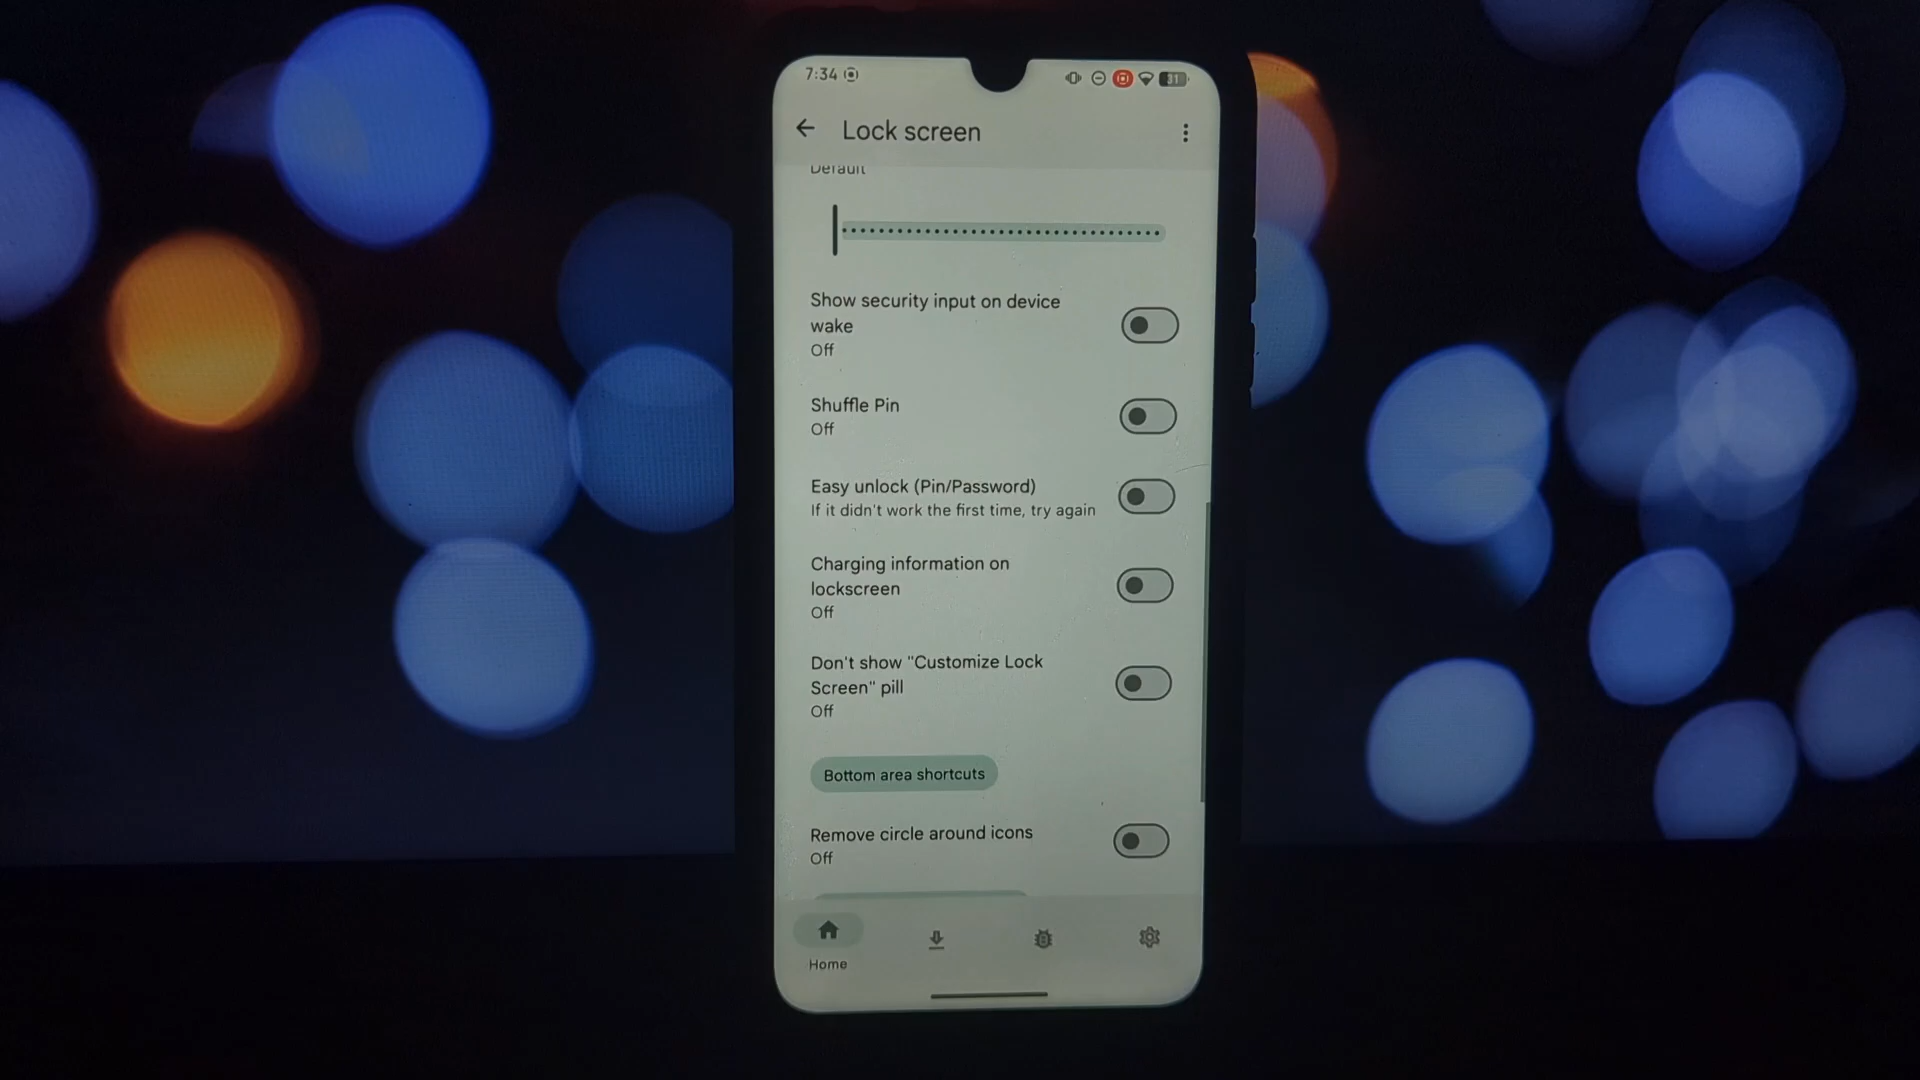 7:34
31
Lock screen
Default
Show security input on device
wake
Off
Shuffle Pin
Off
Easy unlock (Pin/Password)
If it didn't work the first time, try again
Charging information on
lockscreen
Off
Don't show "Customize Lock
Screen" pill
Off
Bottom area shortcuts
Remove circle around icons
Off
Home